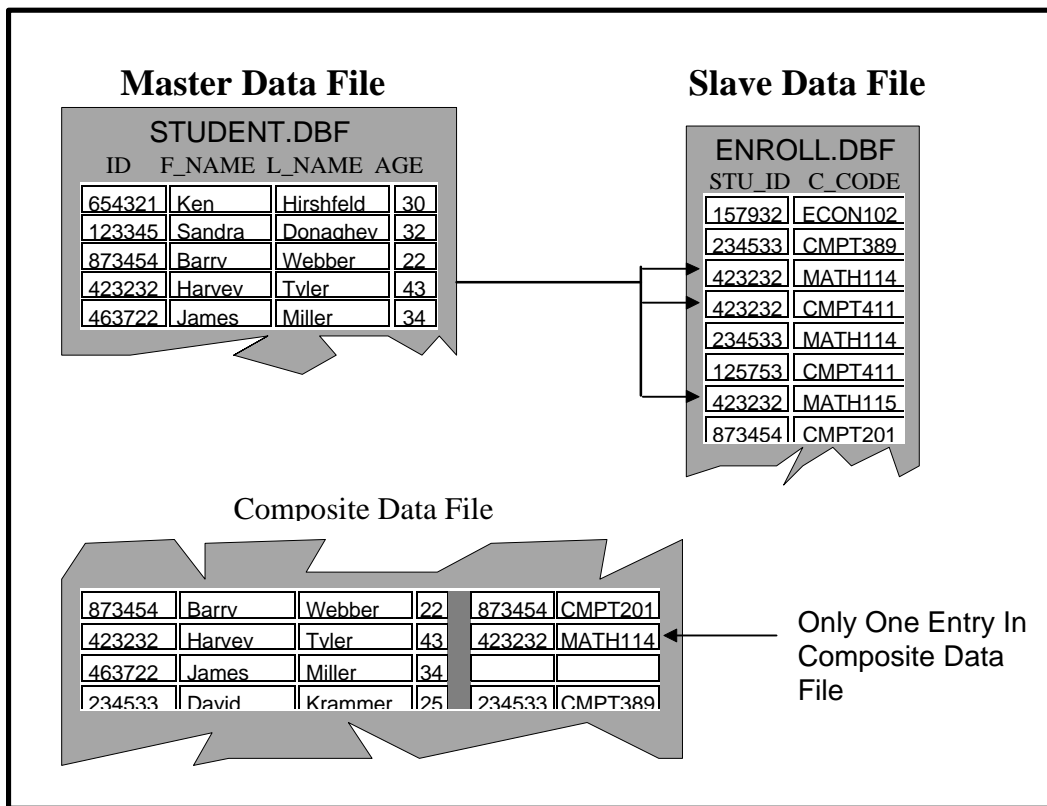 Master Data File
STUDENT.DBF
ID F_NAME L_NAME AGE
654321 Ken Hirshfeld 30
123345 Sandra Donaghey 32
873454 Barry Webber 22
423232 Harvey Tyler 43
463722 James Miller 34
Slave Data File
ENROLL.DBF
STU_ID C_CODE
157932 ECON102
234533 CMPT389
423232 MATH114
423232 CMPT411
234533 MATH114
125753 CMPT411
423232 MATH115
873454 CMPT201
Composite Data File
873454 Barry Webber 22 873454 CMPT201
423232 Harvey Tyler 43 423232 MATH114
463722 James Miller 34
234533 David Krammer 25 234533 CMPT389
Only One Entry In
Composite Data
File